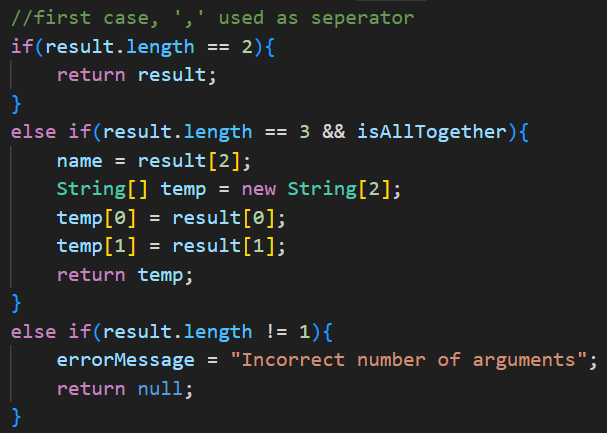 //first case, ',' used as seperator
if(result.length == 2){
    return result;
}
else if(result.length == 3 && isAllTogether){
    name = result[2];
    String[] temp = new String[2];
    temp[0] = result[0];
    temp[1] = result[1];
    return temp;
}
else if(result.length != 1){
    errorMessage = "Incorrect number of arguments";
    return null;
}